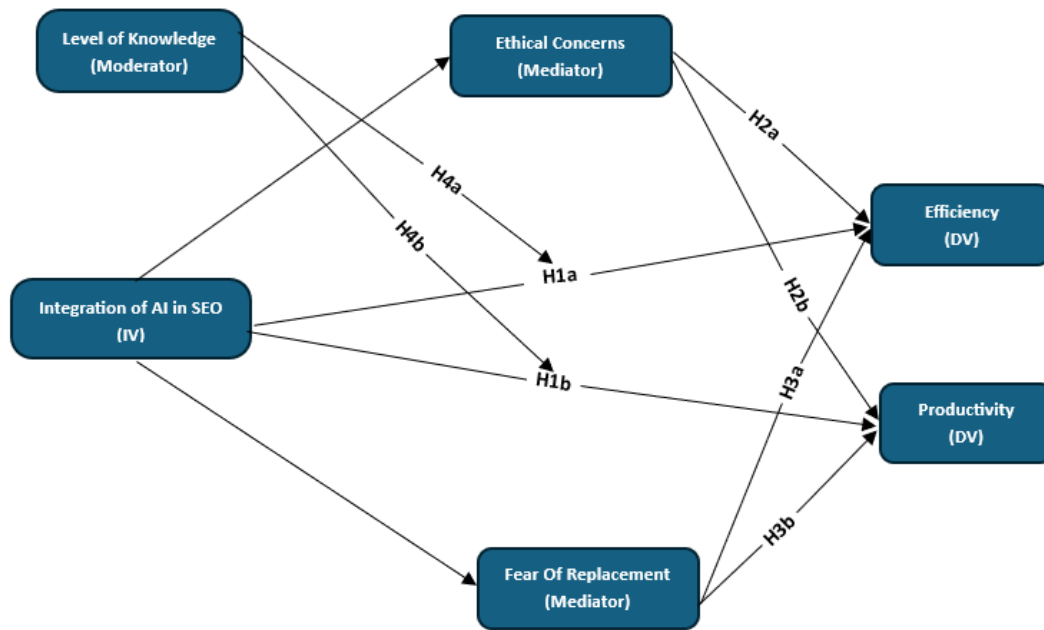 Level of Knowledge
(Moderator)
Ethical Concerns
(Mediator)
H2a
H4a
Efficiency
(DV)
H4b
H1a
H2b
Integration of AI in SEO
(IV)
H1b
H3a
Productivity
(DV)
H3b
Fear Of Replacement
(Mediator)